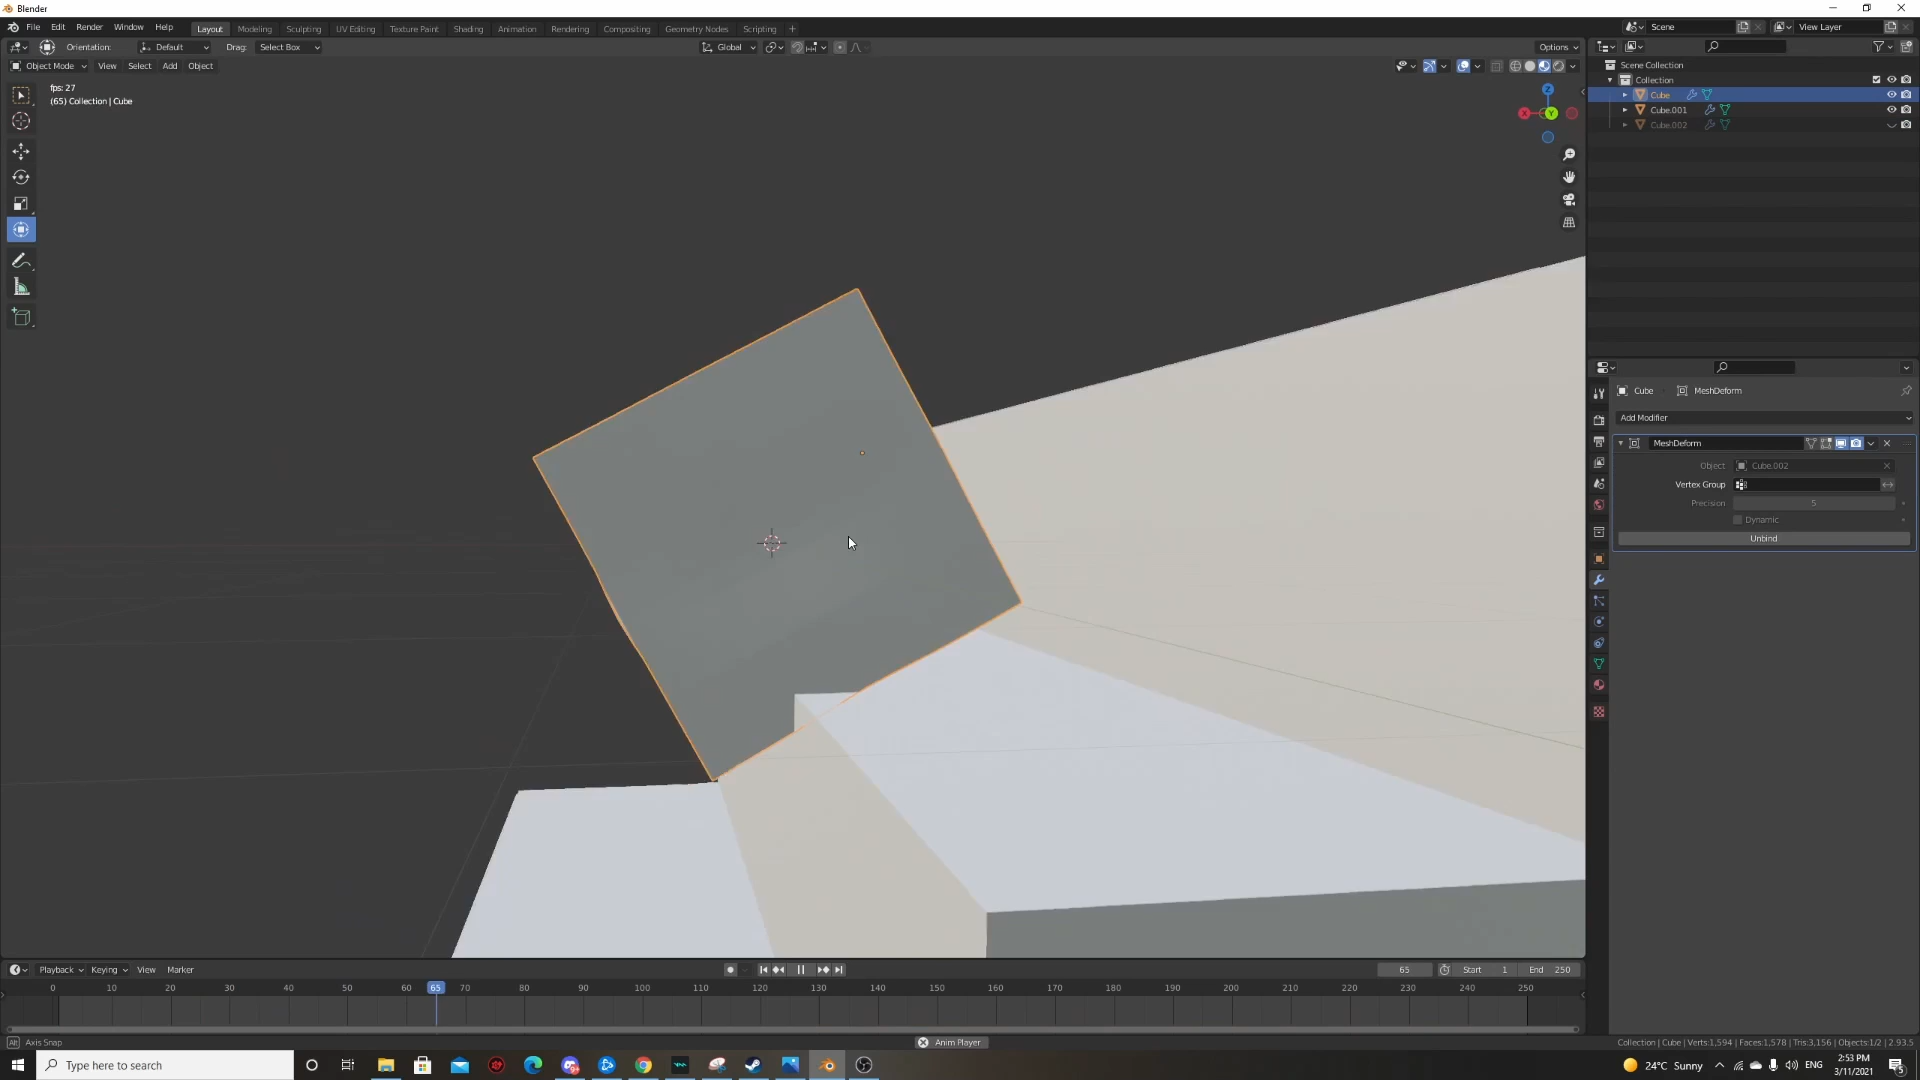 Blender
File Edit Render Window Help
Layout Modeling Sculpting UV Editing Texture Paint Shading Animation Rendering Compositing Geometry Nodes Scripting +
Scene
View Layer
Orientation: Default Drag: Select Box
Global
Options
Object Mode View Select Add Object
fps: 27
(65) Collection | Cube
Z
X
Y
Scene Collection
Collection
Cube
Cube.001
Cube.002
Cube MeshDeform
Add Modifier
MeshDeform
Object Cube.002
Vertex Group
Precision 5
Dynamic
Unbind
Playback Keying View Marker
65 Start 1 End 250
0 10 20 30 40 50 60 65 70 80 90 100 110 120 130 140 150 160 170 180 190 200 210 220 230 240 250
Alt Axis Snap
Anim Player
Collection | Cube | Verts:1,594 | Faces:1,578 | Tris:3,156 | Objects:1/2 | 2.93.5
Type here to search
24°C Sunny
ENG
2:53 PM
3/11/2021
5